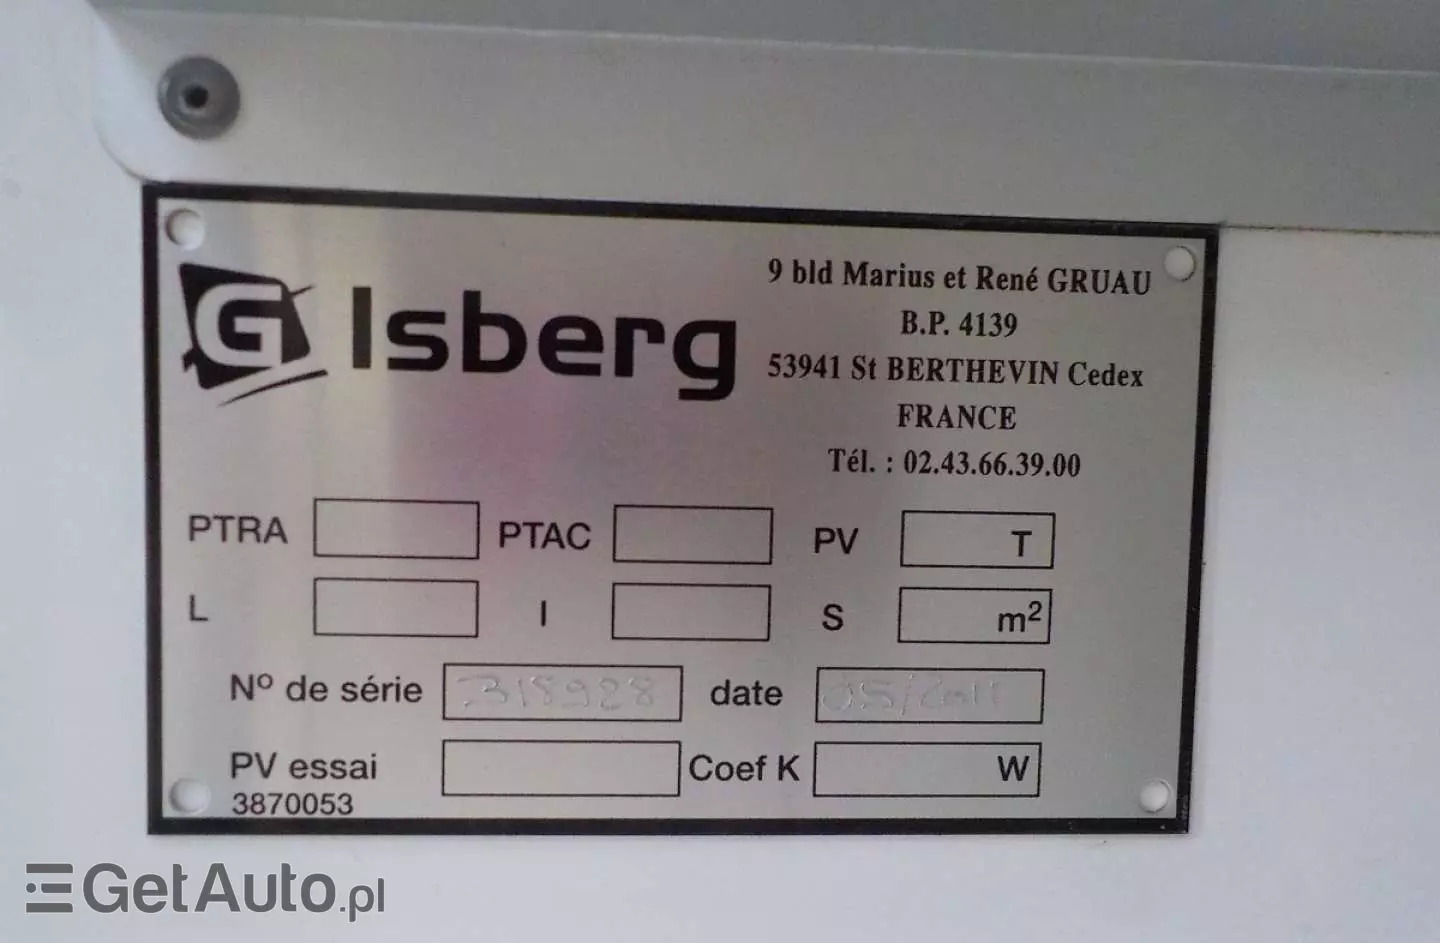 G Isberg
9 bld Marius et René GRUAU
B.P. 4139
53941 St BERTHEVIN Cedex
FRANCE
Tél. : 02.43.66.39.00
PTRA PTAC PV T
L l S m²
Nº de série 318928 date 05/2011
PV essai Coef K W
3870053
GetAuto.pl